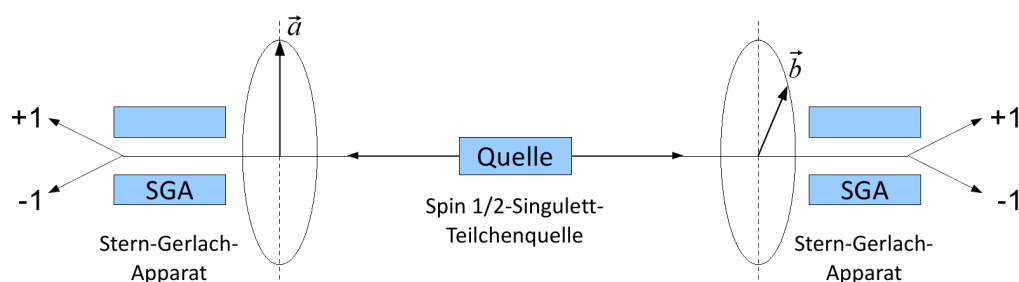 a
b
+1
-1
SGA
Stern-Gerlach-
Apparat
Quelle
Spin 1/2-Singulett-
Teilchenquelle
+1
-1
SGA
Stern-Gerlach-
Apparat